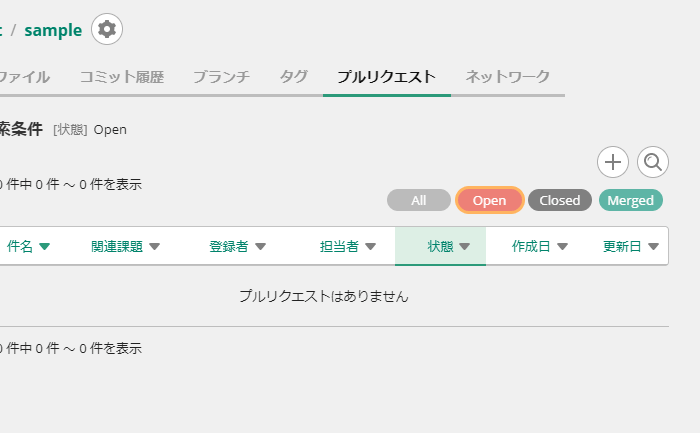 / sample
ファイル コミット履歴 ブランチ タグ プルリクエスト ネットワーク
索条件 [状態] Open
0 件中 0 件 ～ 0 件を表示
All Open Closed Merged
件名 関連課題 登録者 担当者 状態 作成日 更新日
プルリクエストはありません
0 件中 0 件 ～ 0 件を表示